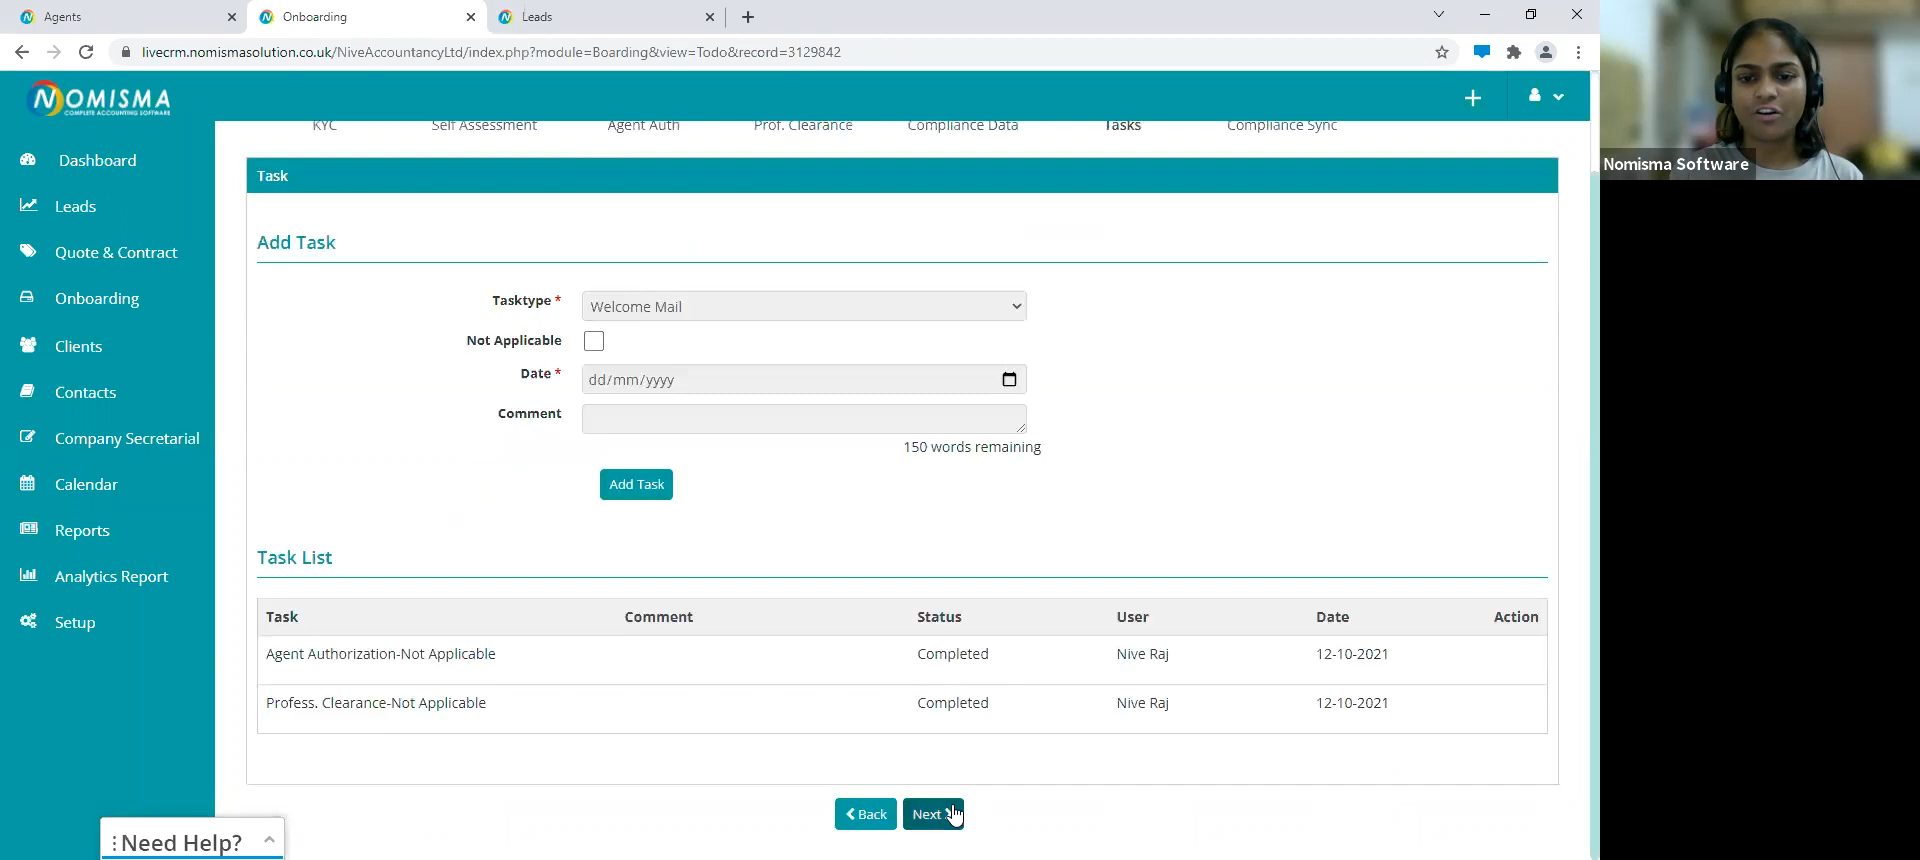 Agents
Onboarding
Leads
livecrm.nomismasolution.co.uk/NiveAccountancyLtd/index.php?module=Boarding&view=Todo&record=3129842
NOMISMA
COMPLETE ACCOUNTING SOFTWARE
Dashboard
Leads
Quote & Contract
Onboarding
Clients
Contacts
Company Secretarial
Calendar
Reports
Analytics Report
Setup
KYC Self Assessment Agent Auth Prof. Clearance Compliance Data Tasks Compliance Sync
Task
Add Task
Tasktype * Welcome Mail
Not Applicable
Date * dd/mm/yyyy
Comment
150 words remaining
Add Task
Task List
Task Comment Status User Date Action
Agent Authorization-Not Applicable Completed Nive Raj 12-10-2021
Profess. Clearance-Not Applicable Completed Nive Raj 12-10-2021
Back Next
Need Help?
Nomisma Software